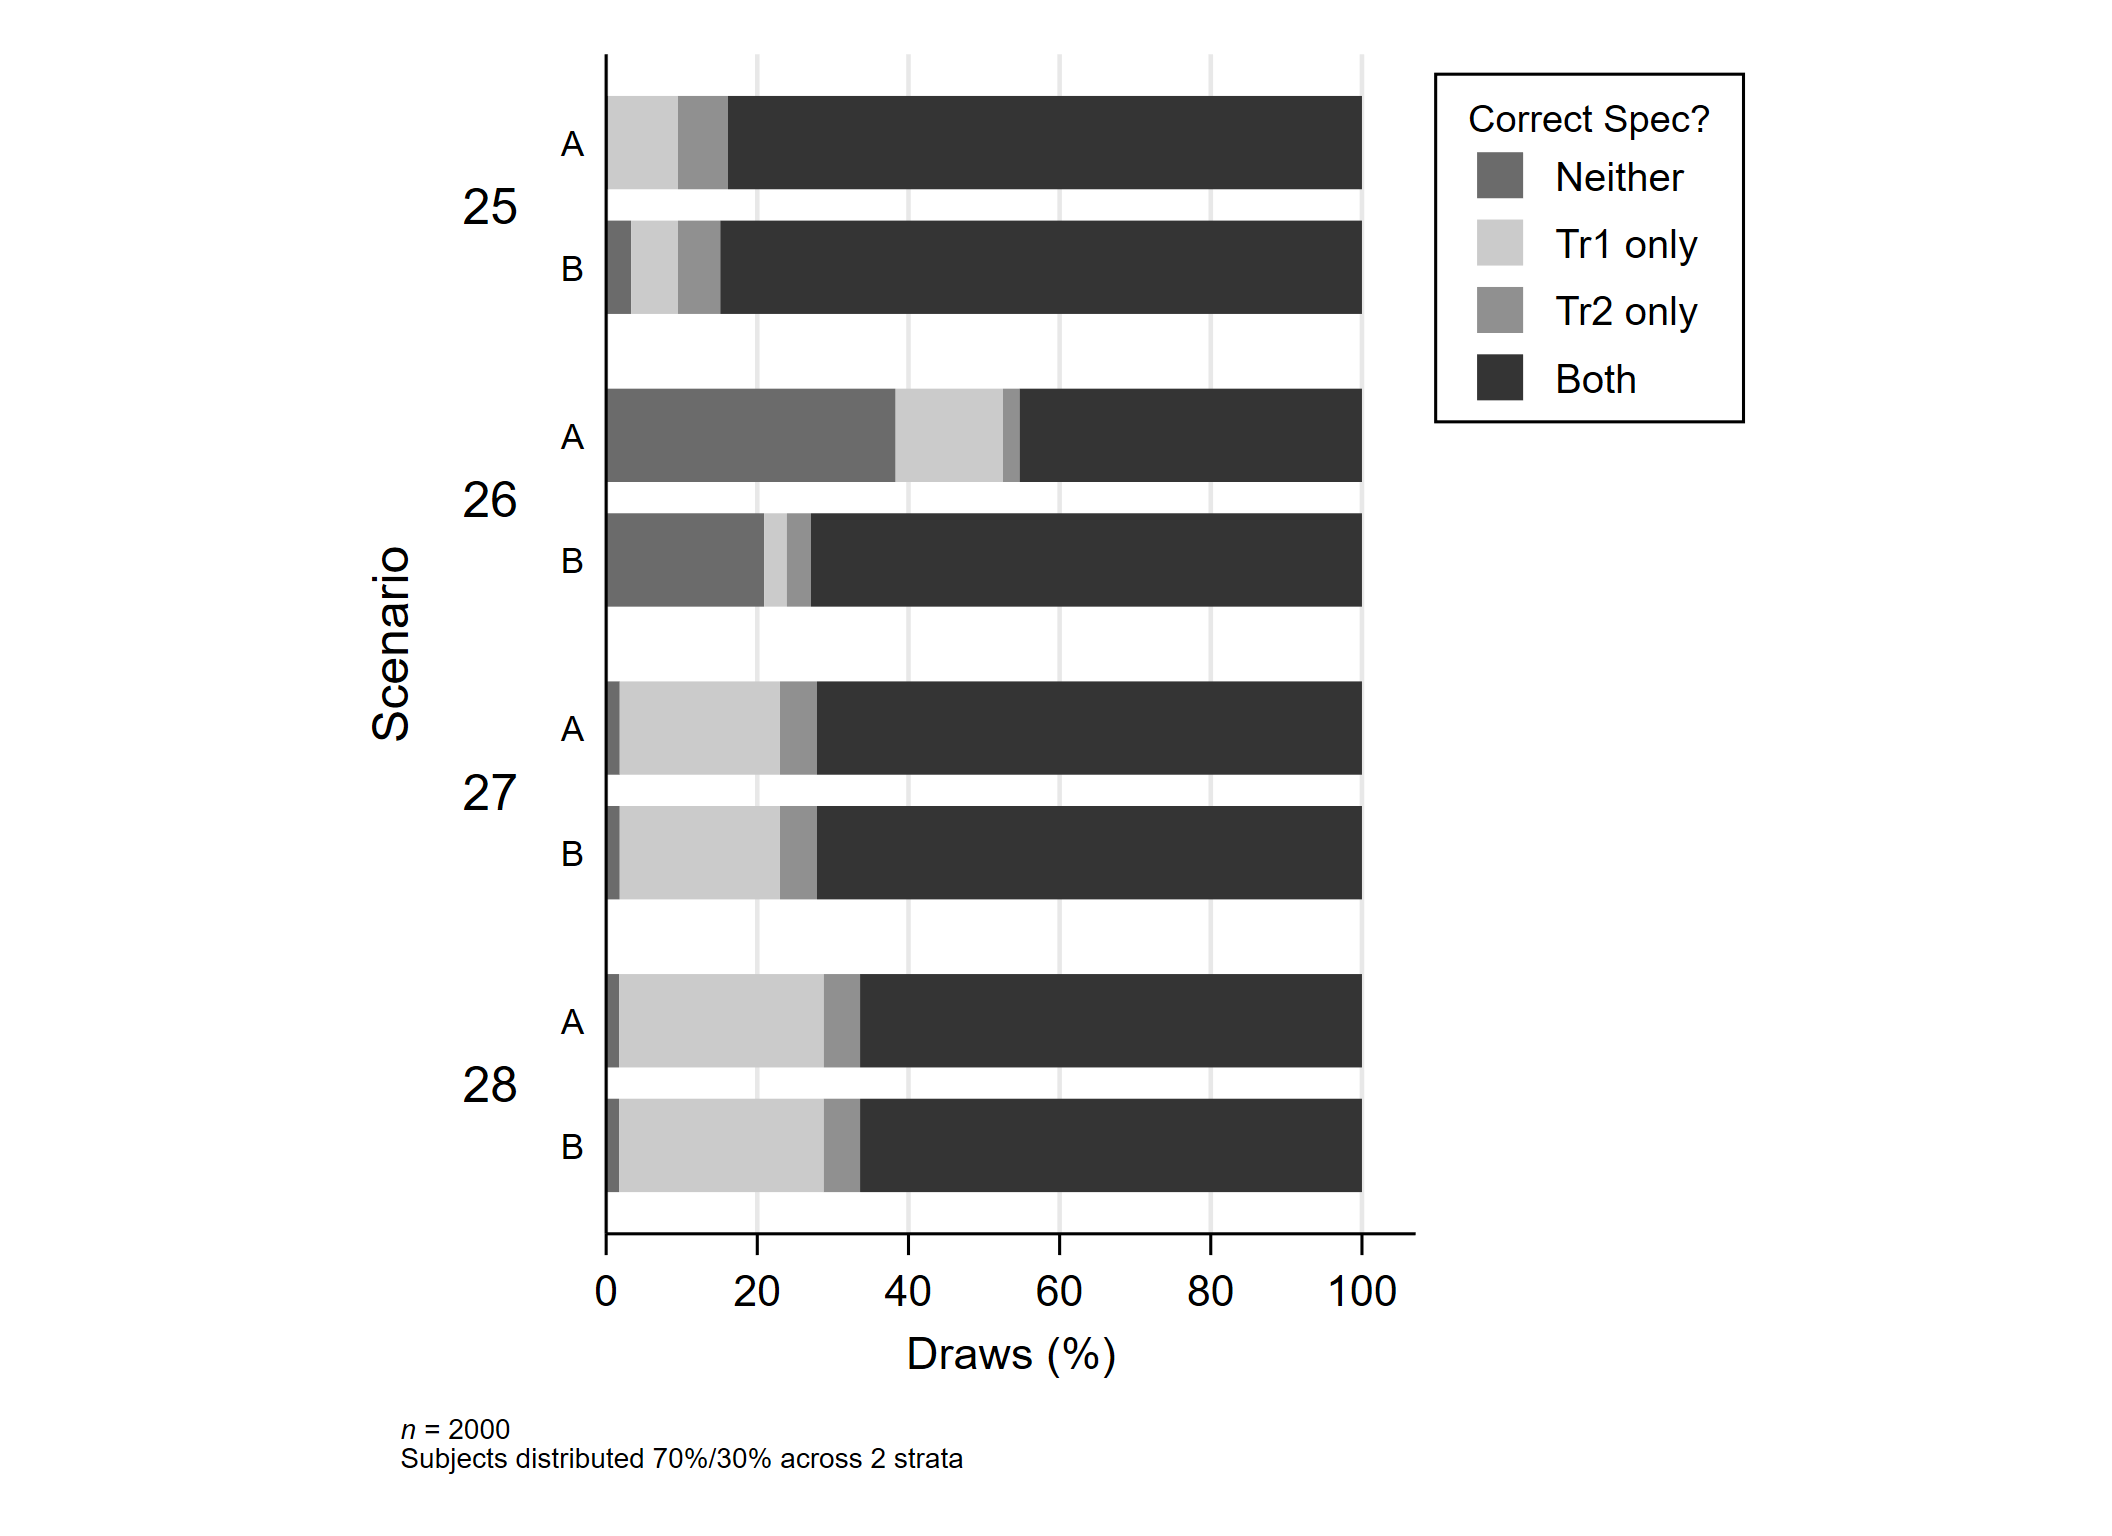 Correct Spec?
Neither
Tr1 only
Tr2 only
Both
Scenario
25
A
B
26
A
B
27
A
B
28
A
B
0 20 40 60 80 100
Draws (%)
n = 2000
Subjects distributed 70%/30% across 2 strata